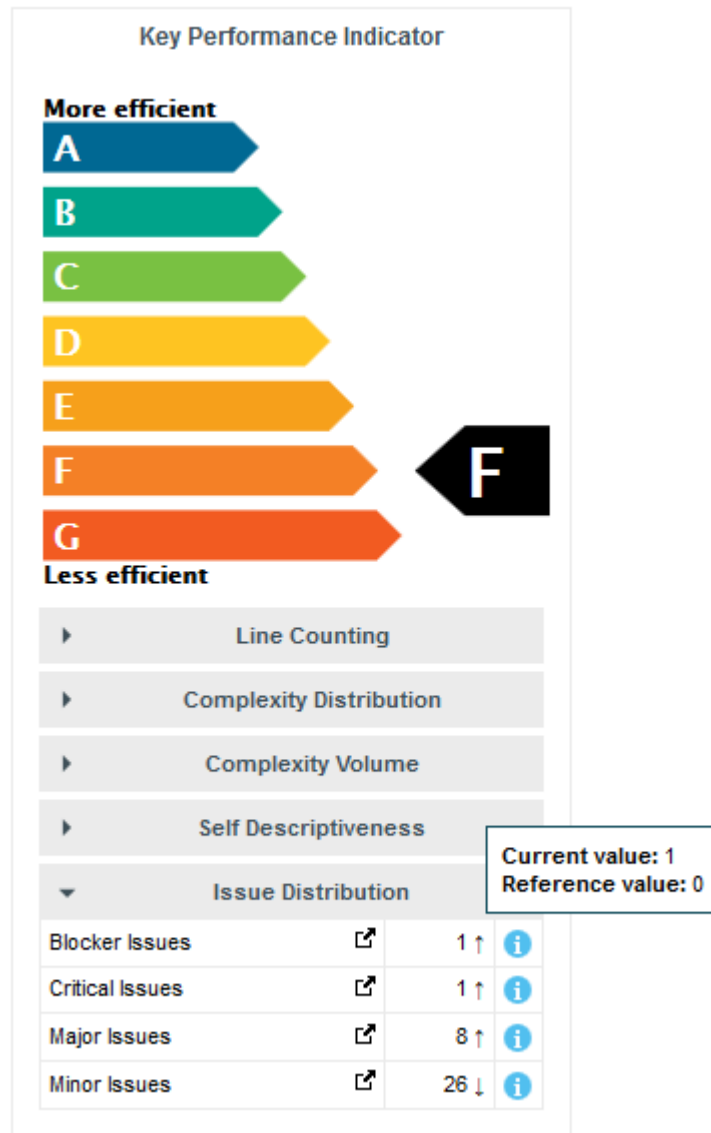 Key Performance Indicator
More efficient
A
B
C
D
E
F
F
G
Less efficient
Line Counting
Complexity Distribution
Complexity Volume
Self Descriptiveness
Current value: 1
Reference value: 0
Issue Distribution
Blocker Issues 1 ↑ i
Critical Issues 1 ↑ i
Major Issues 8 ↑ i
Minor Issues 26 ↓ i